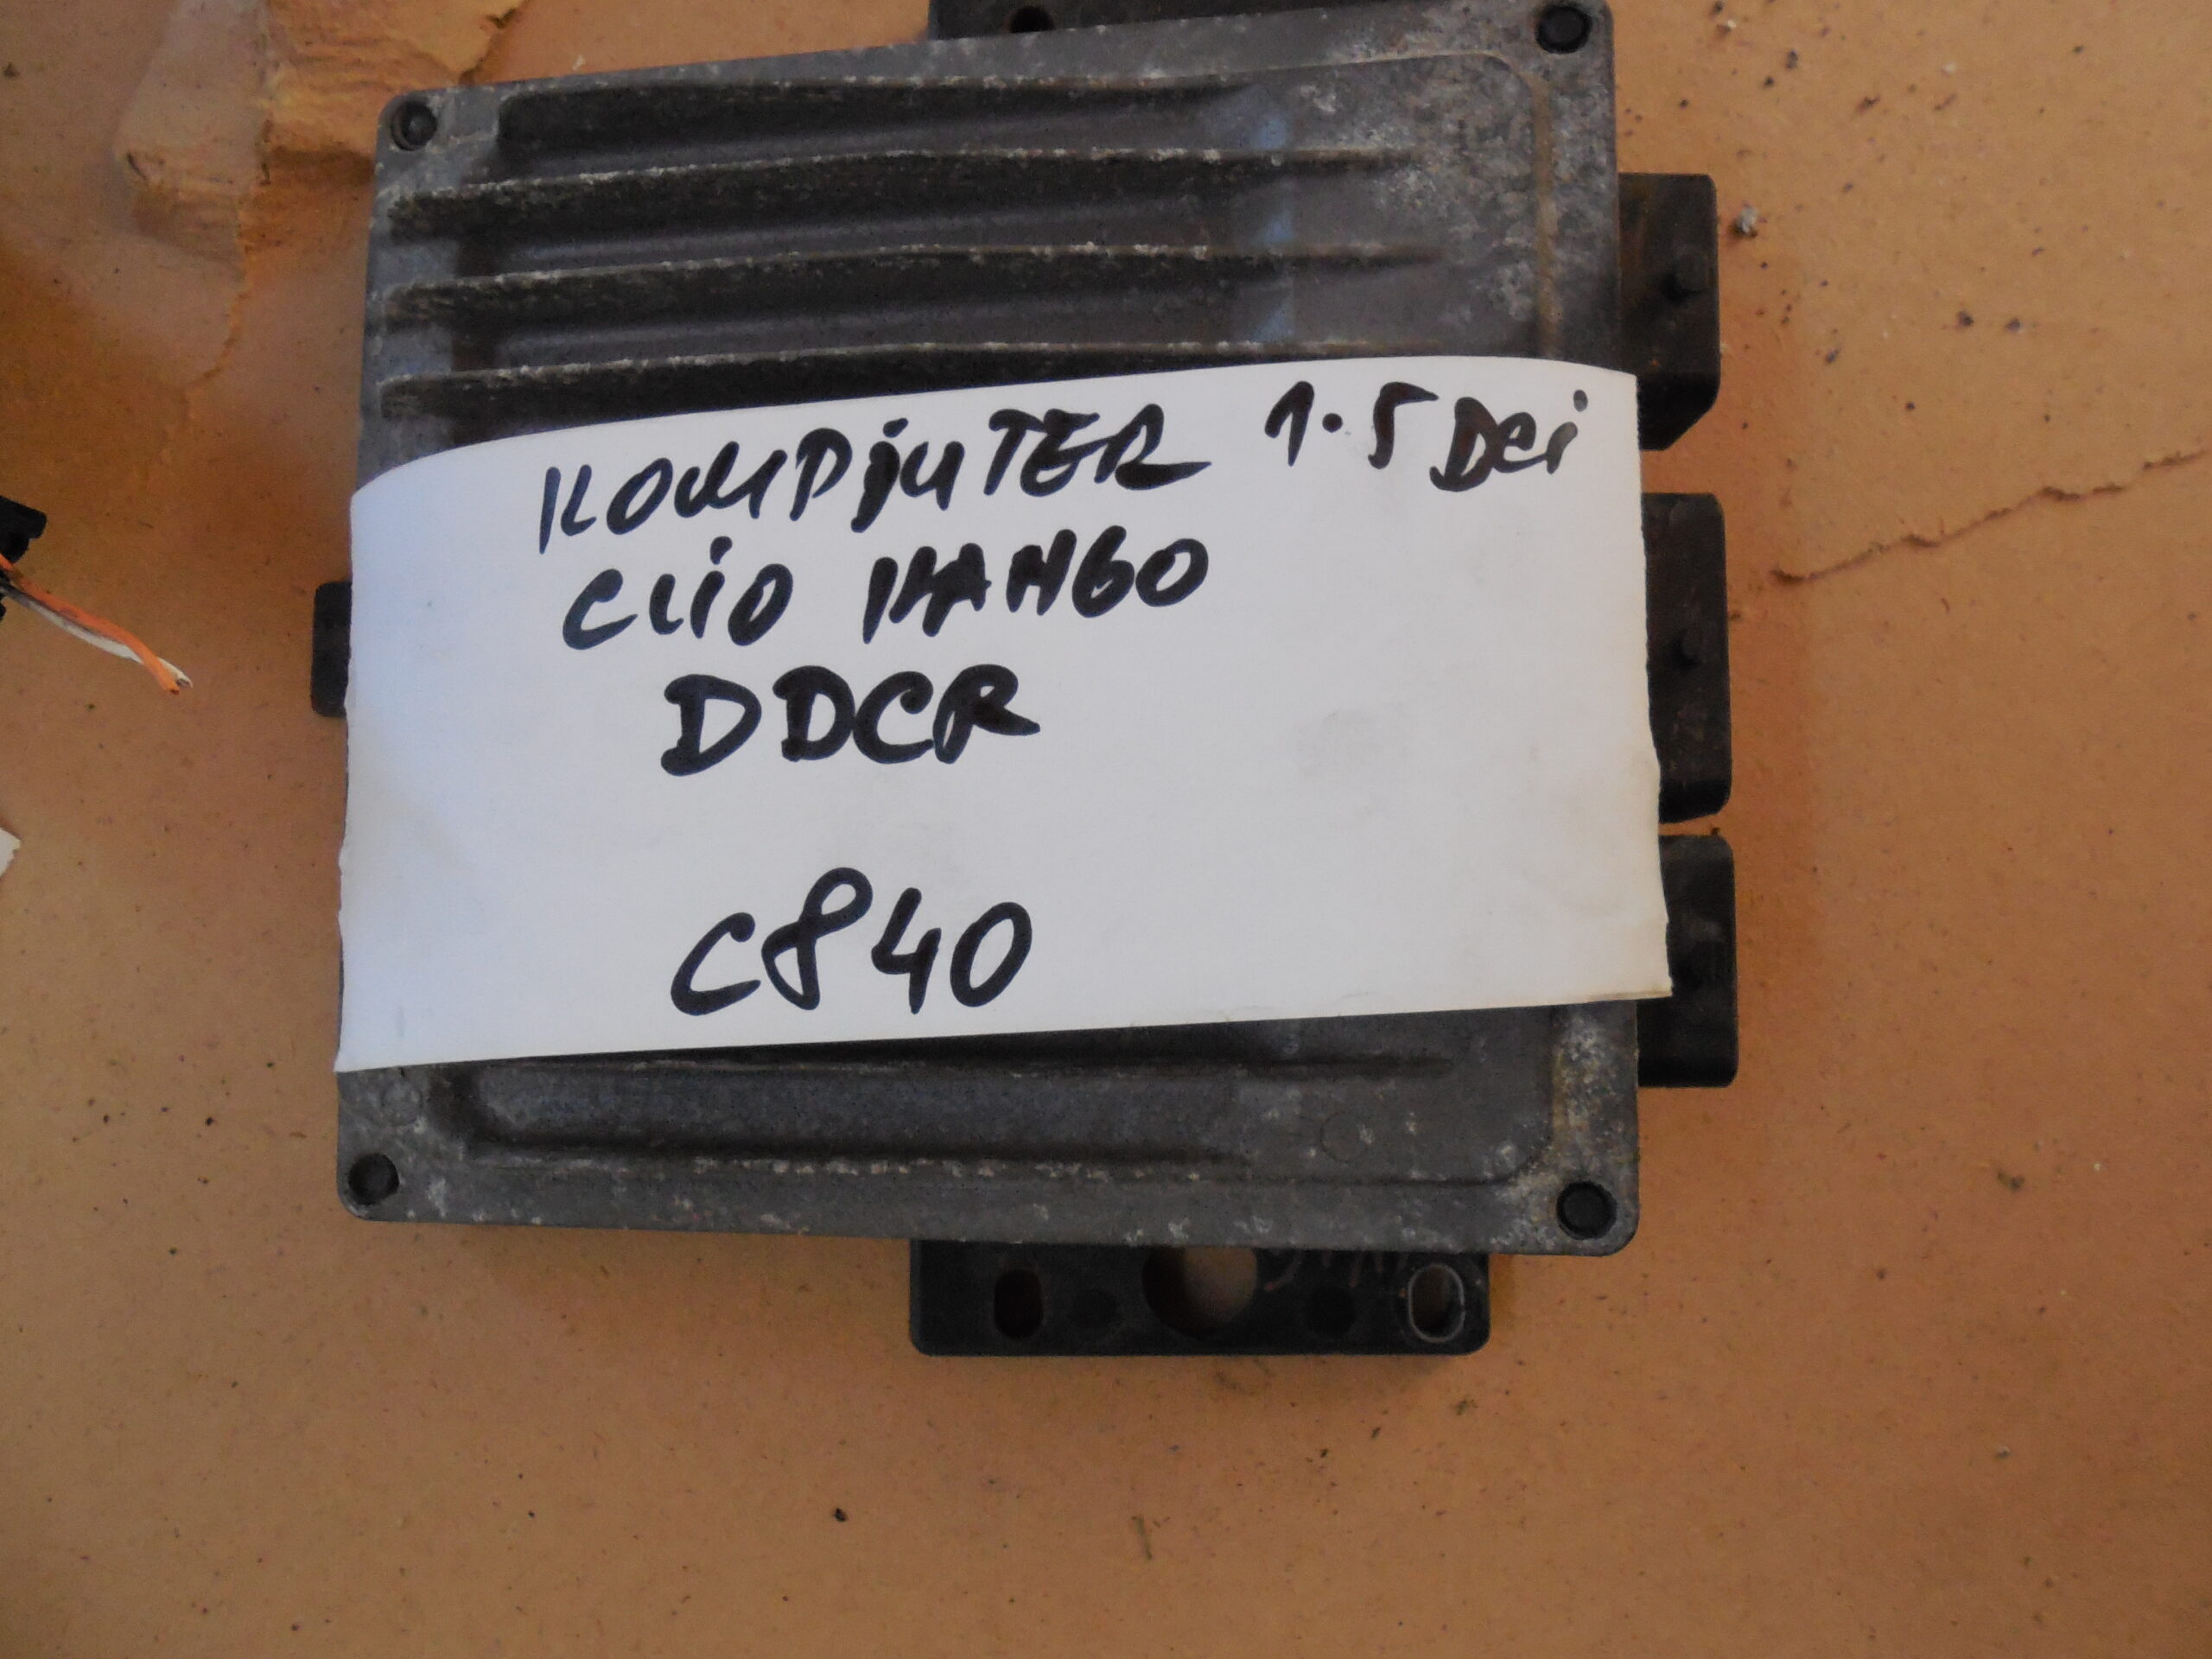 KOMPjuTER 1.5 Dci
CLiO KANGO
DDCR
C840